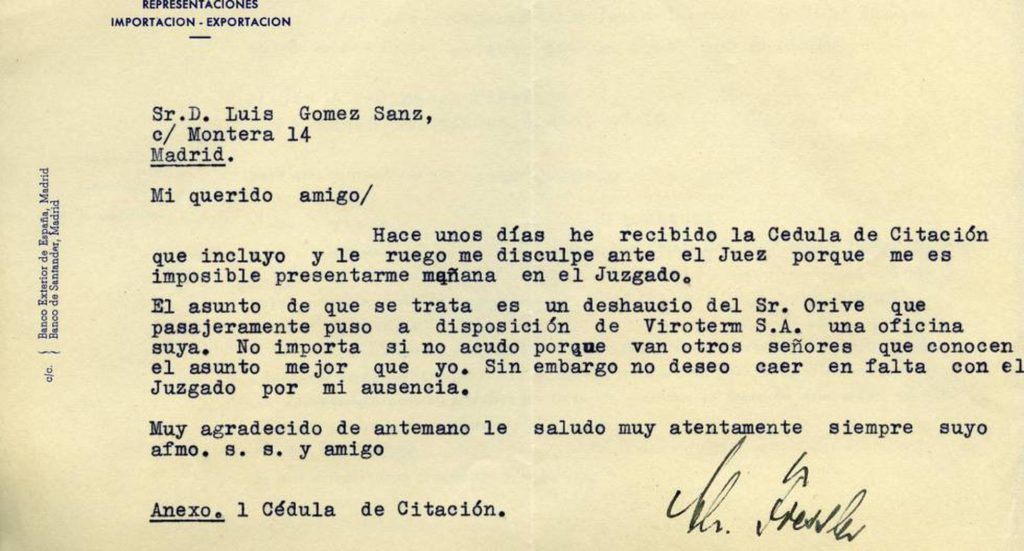 REPRESENTACIONES
IMPORTACION - EXPORTACION
Sr.D. Luis Gomez Sanz,
c/ Montera 14
Madrid.
Mi querido amigo/
Hace unos días he recibido la Cedula de Citación
que incluyo y le ruego me disculpe ante el Juez porque me es
imposible presentarme mañana en el Juzgado.
El asunto de que se trata es un deshaucio del Sr. Orive que
pasajeramente puso a disposición de Viroterm S.A. una oficina
suya. No importa si no acudo porque van otros señores que conocen
el asunto mejor que yo. Sin embargo no deseo caer en falta con el
Juzgado por mi ausencia.
Muy agradecido de antemano le saludo muy atentamente siempre suyo
afmo. s. s. y amigo
Anexo. 1 Cédula de Citación.
c/c. { Banco Exterior de España, Madrid
Banco de Santander, Madrid